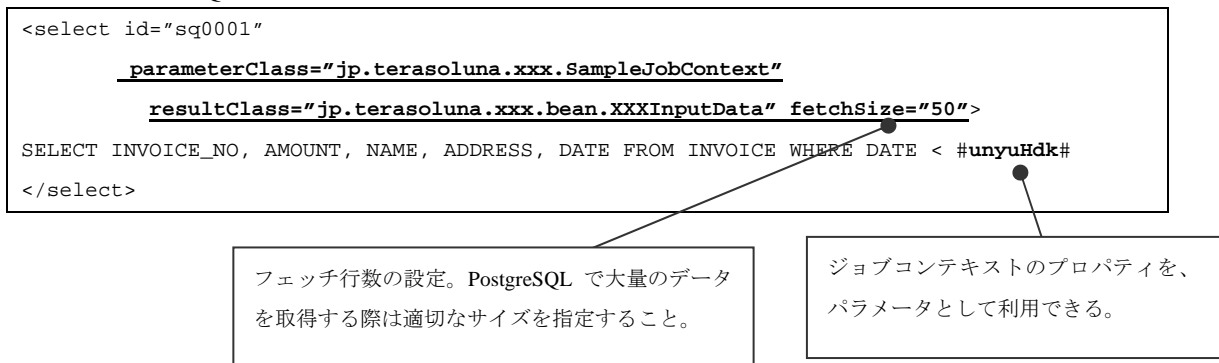 <select id="sq0001"
parameterClass="jp.terasoluna.xxx.SampleJobContext"
resultClass="jp.terasoluna.xxx.bean.XXXInputData" fetchSize="50">
SELECT INVOICE_NO, AMOUNT, NAME, ADDRESS, DATE FROM INVOICE WHERE DATE < #unyuHdk#
</select>
フェッチ行数の設定。PostgreSQL で大量のデータ
を取得する際は適切なサイズを指定すること。
ジョブコンテキストのプロパティを、
パラメータとして利用できる。